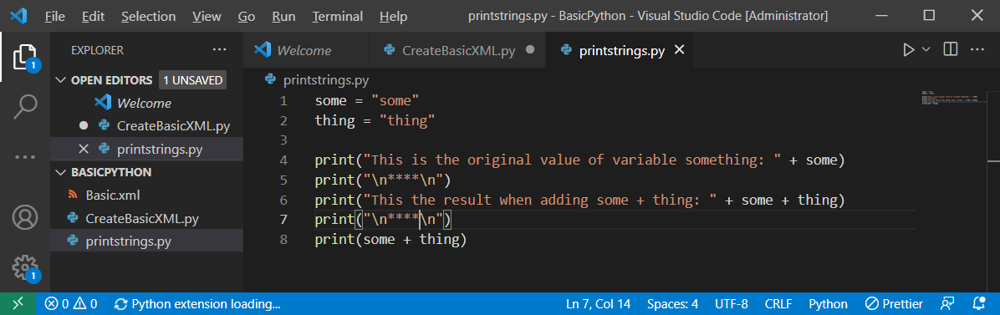 File Edit Selection View Go Run Terminal Help printstrings.py - BasicPython - Visual Studio Code [Administrator]
EXPLORER
OPEN EDITORS 1 UNSAVED
Welcome
CreateBasicXML.py
printstrings.py
BASICPYTHON
Basic.xml
CreateBasicXML.py
printstrings.py
1
1
Welcome CreateBasicXML.py printstrings.py
printstrings.py
1 some = "some"
2 thing = "thing"
3
4 print("This is the original value of variable something: " + some)
5 print("\n****\n")
6 print("This the result when adding some + thing: " + some + thing)
7 print("\n****\n")
8 print(some + thing)
0 0 Python extension loading... Ln 7, Col 14 Spaces: 4 UTF-8 CRLF Python Prettier